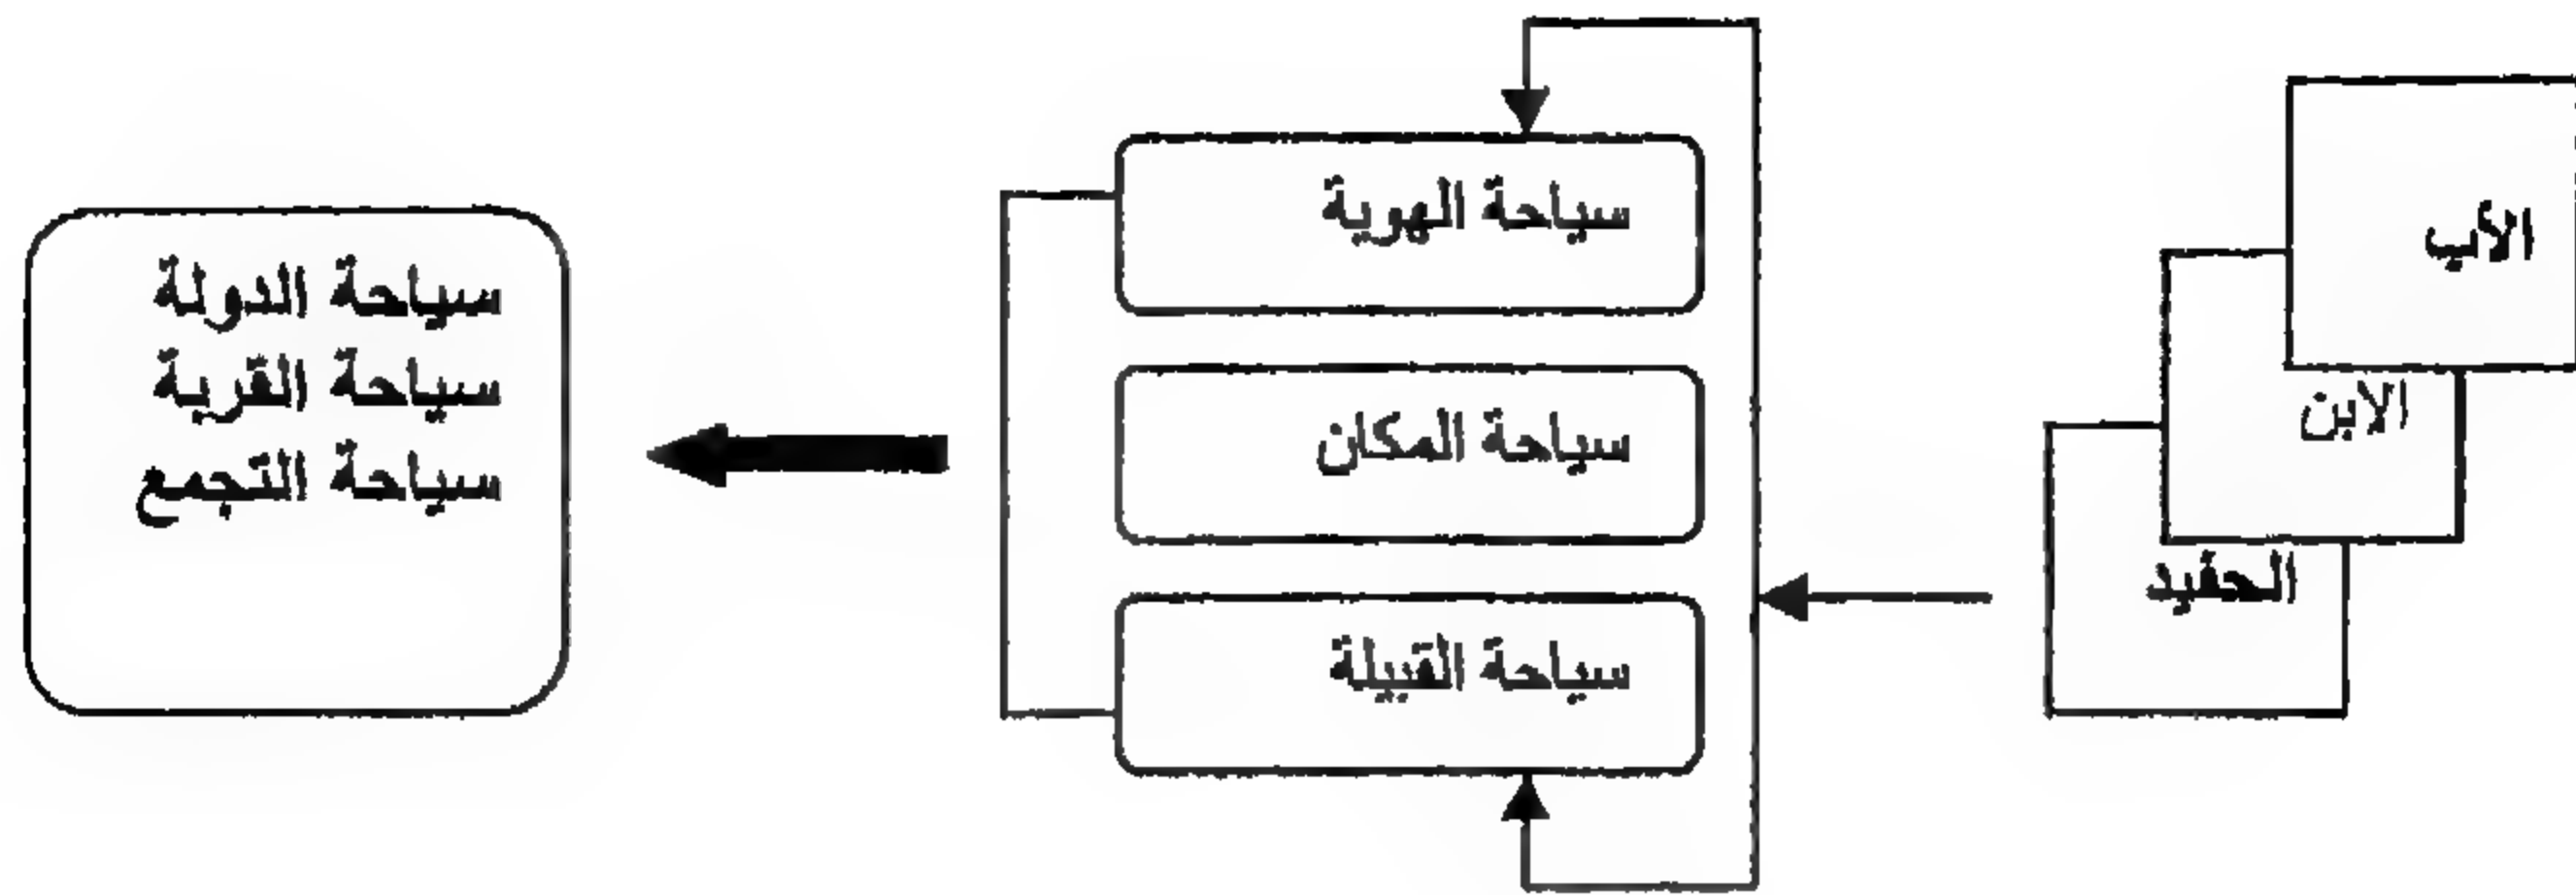 الأب
الابن
الحفيد
سياحة الهوية
سياحة المكان
سياحة القبيلة
سياحة الدولة
سياحة القرية
سياحة التجمع